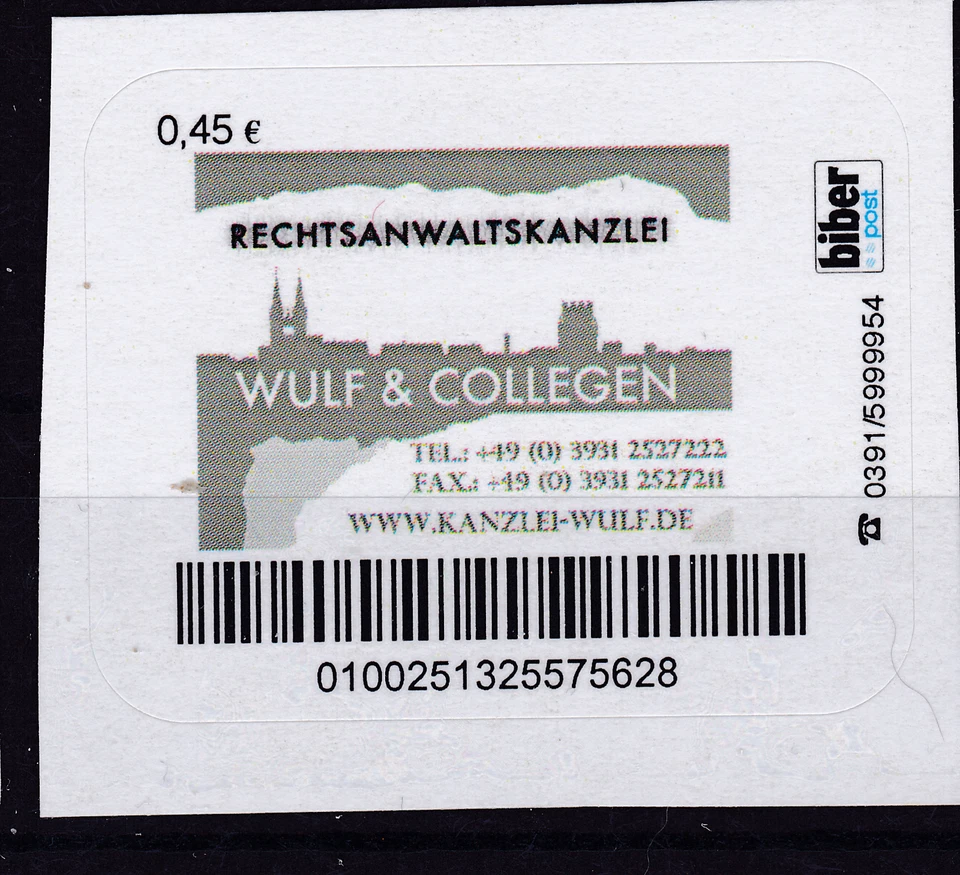 0,45 €
RECHTSANWALTSKANZLEI
WULF & COLLEGEN
TEL.: +49 (0) 3931 2527222
FAX.: +49 (0) 3931 2527211
WWW.KANZLEI-WULF.DE
0100251325575628
biber
post
☎ 0391/5999954